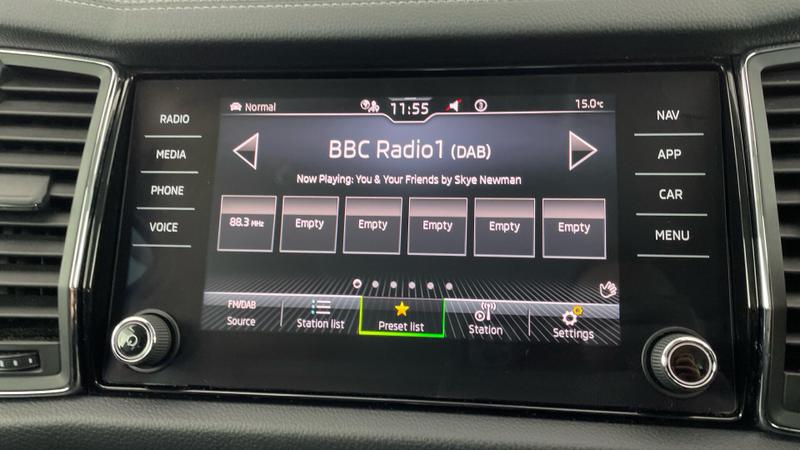 Normal
11:55
15.0°C
RADIO
MEDIA
PHONE
VOICE
BBC Radio1 (DAB)
Now Playing: You & Your Friends by Skye Newman
88.3 MHz
Empty
Empty
Empty
Empty
Empty
FM/DAB
Source
Station list
Preset list
Station
Settings
NAV
APP
CAR
MENU